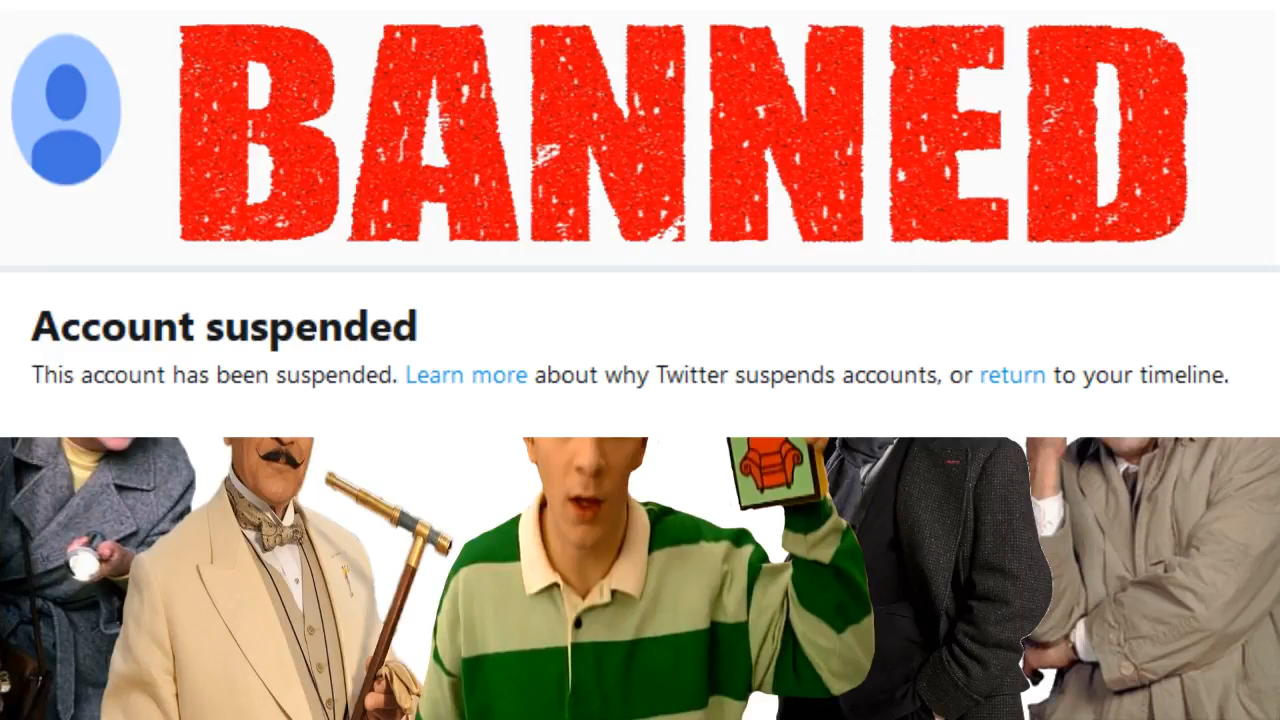 BANNED
Account suspended
This account has been suspended. Learn more about why Twitter suspends accounts, or return to your timeline.